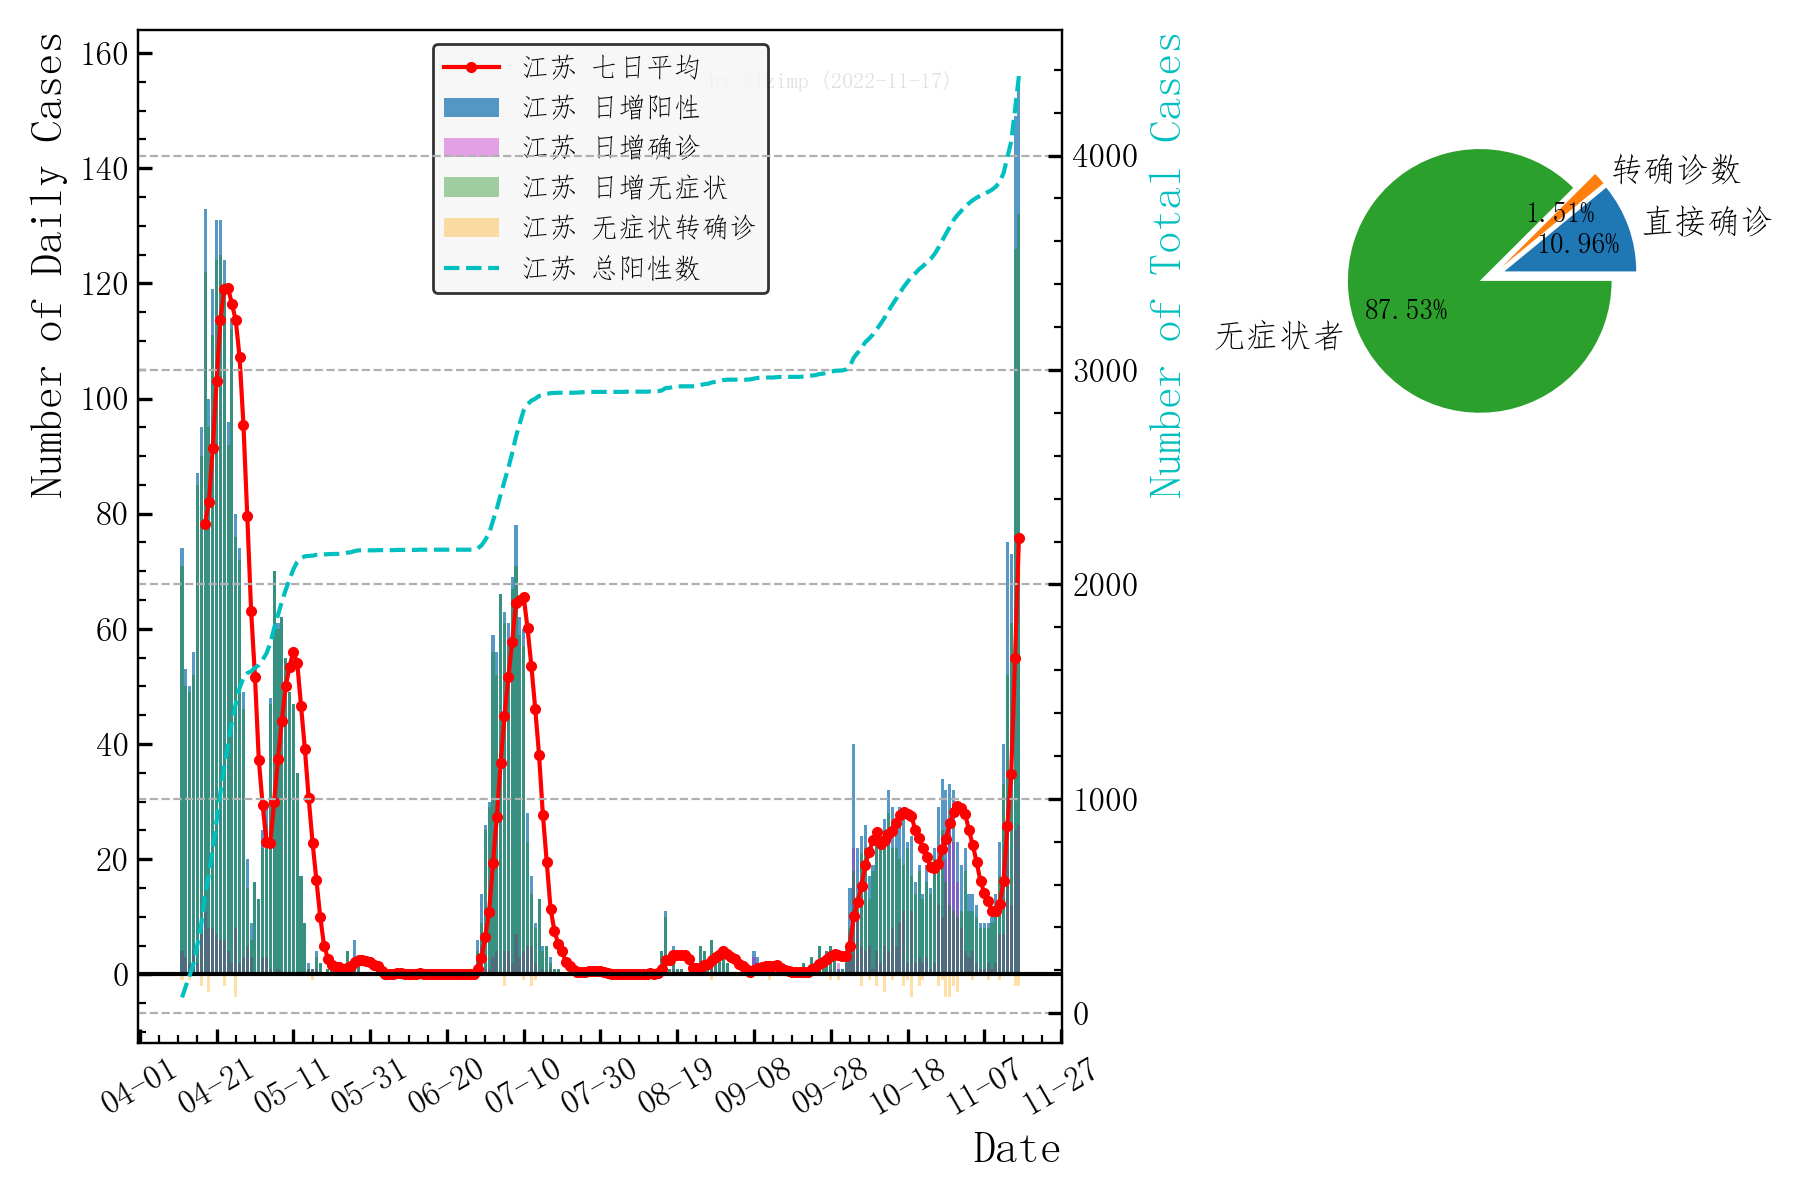 Number of Daily Cases
160
140
120
100
80
60
40
20
0
江苏 七日平均
江苏 日增阳性
江苏 日增确诊
江苏 日增无症状
江苏 无症状转确诊
江苏 总阳性数
by @lzimp (2022-11-17)
4000
3000
2000
1000
0
Number of Total Cases
04-01
04-21
05-11
05-31
06-20
07-10
07-30
08-19
09-08
09-28
10-18
11-07
11-27
Date
转确诊数
1.51%
直接确诊
10.96%
87.53%
无症状者